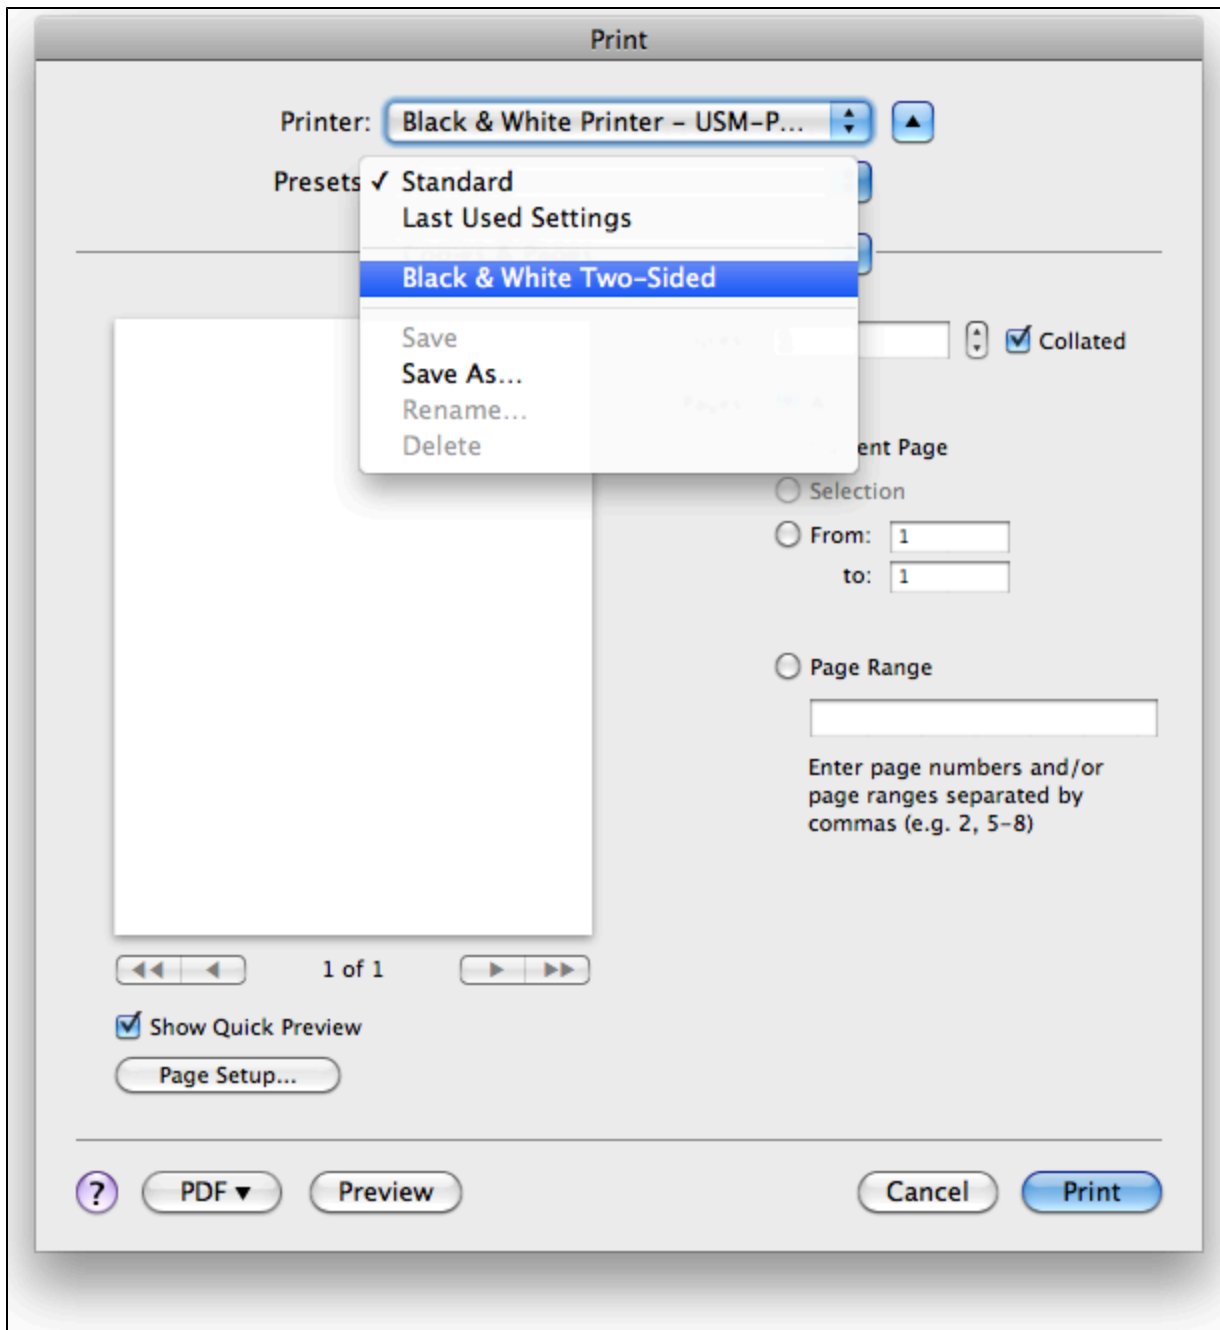 Print
Printer: Black & White Printer – USM–P...
Presets ✓ Standard
Last Used Settings
Black & White Two–Sided
Save
Save As...
Rename...
Delete
Collated
ent Page
Selection
From: 1
to: 1
Page Range
Enter page numbers and/or
page ranges separated by
commas (e.g. 2, 5–8)
1 of 1
Show Quick Preview
Page Setup...
? PDF▼ Preview Cancel Print